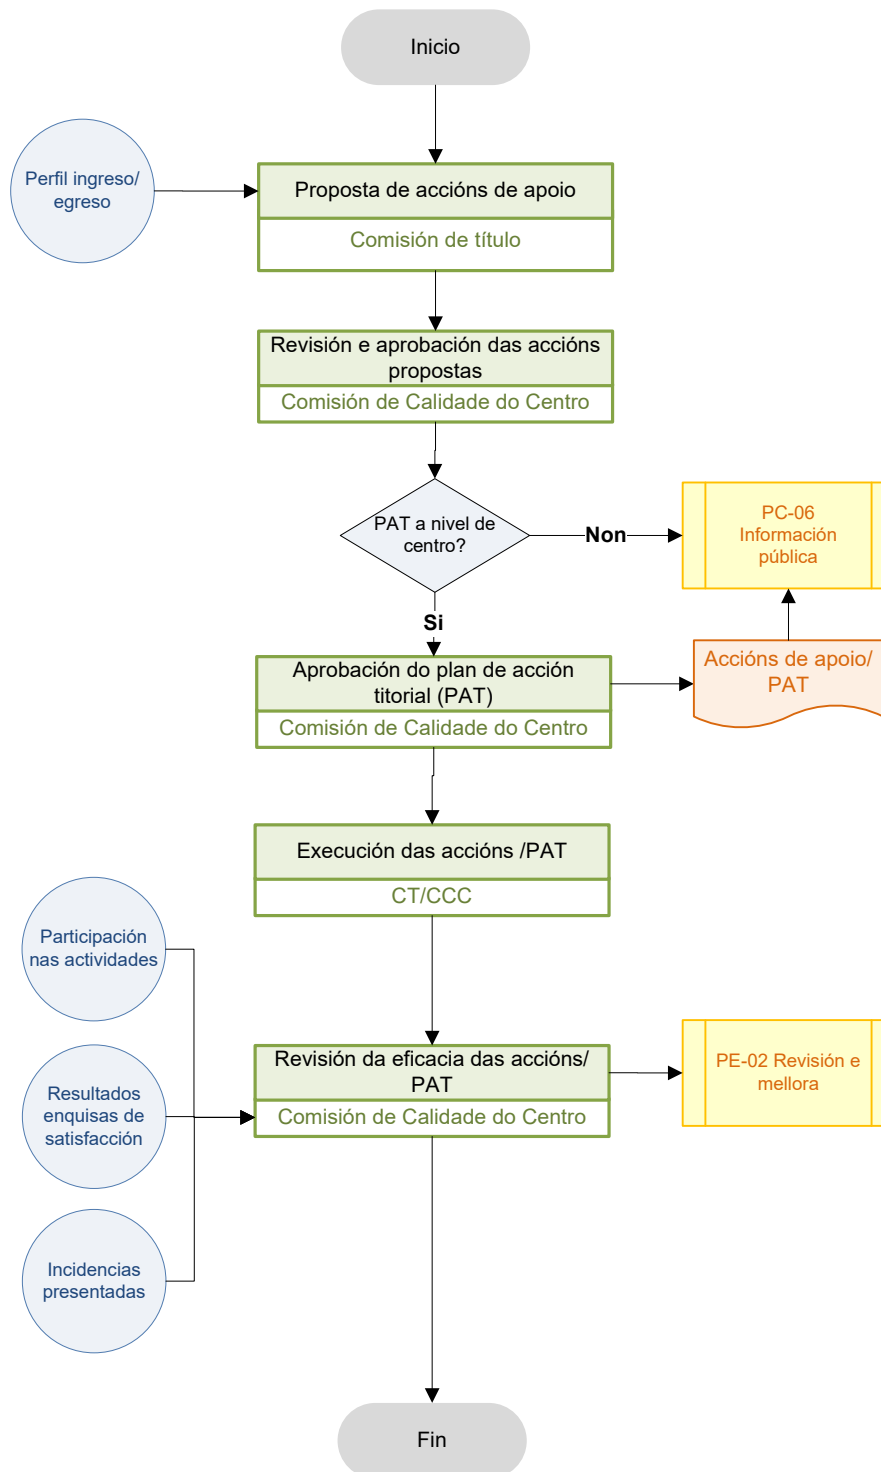 Inicio
Perfil ingreso/
egreso
Proposta de accións de apoio
Comisión de título
Revisión e aprobación das accións
propostas
Comisión de Calidade do Centro
PAT a nivel de
centro?
Non
PC-06
Información
pública
Si
Aprobación do plan de acción
titorial (PAT)
Comisión de Calidade do Centro
Accións de apoio/
PAT
Execución das accións /PAT
CT/CCC
Participación
nas actividades
Resultados
enquisas de
satisfacción
Incidencias
presentadas
Revisión da eficacia das accións/
PAT
Comisión de Calidade do Centro
PE-02 Revisión e
mellora
Fin